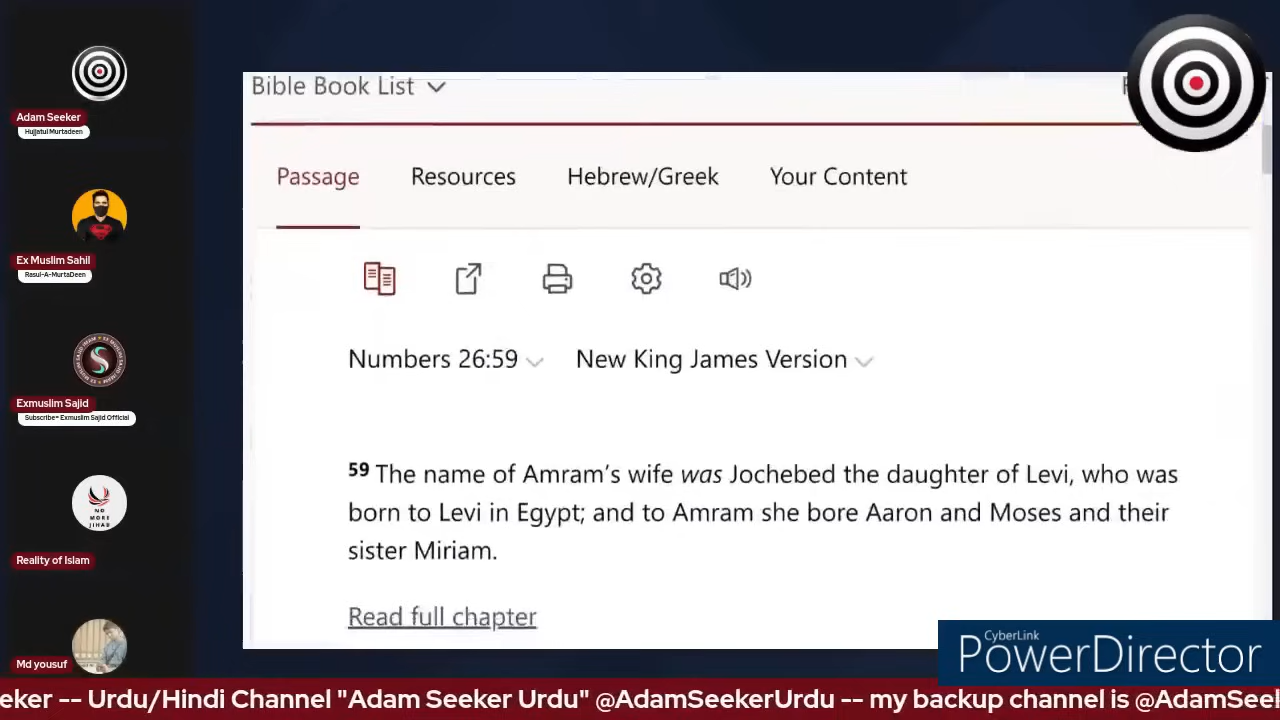 Adam Seeker
Hujjatul Murtadeen
Ex Muslim Sahil
Rasul-A-MurtaDeen
Exmuslim Sajid
Subscribe= Exmuslim Sajid Official
NO
MORE
JIHAD
Reality of Islam
Md yousuf
Bible Book List
Passage
Resources
Hebrew/Greek
Your Content
Numbers 26:59
New King James Version
59 The name of Amram’s wife was Jochebed the daughter of Levi, who was
born to Levi in Egypt; and to Amram she bore Aaron and Moses and their
sister Miriam.
Read full chapter
CyberLink
PowerDirector
eker -- Urdu/Hindi Channel "Adam Seeker Urdu" @AdamSeekerUrdu -- my backup channel is @AdamSeel